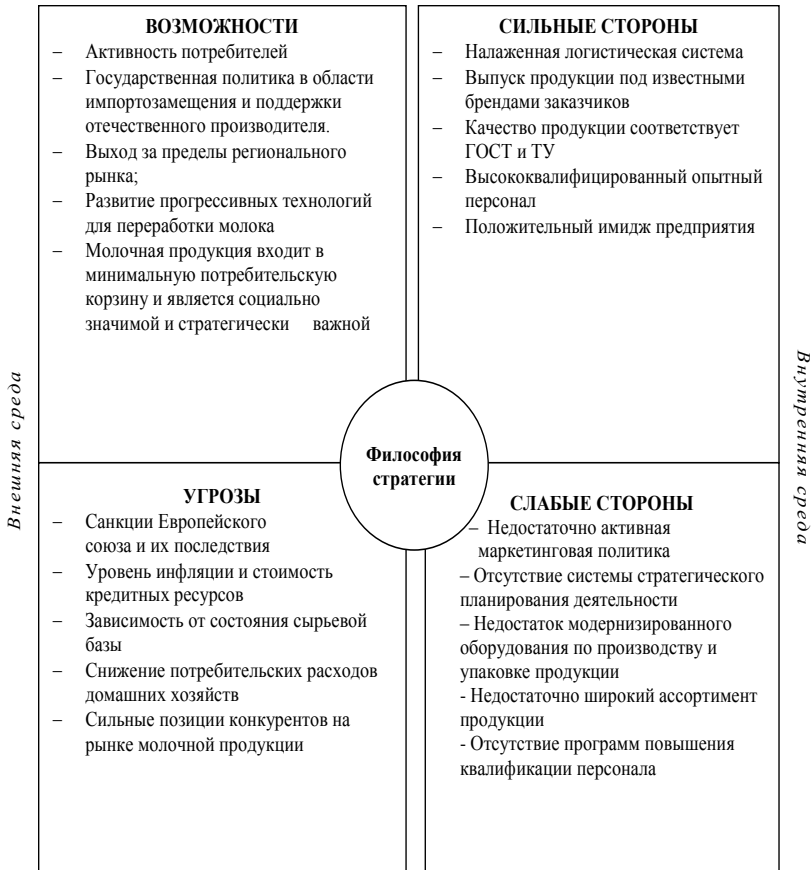 ВОЗМОЖНОСТИ
– Активность потребителей
– Государственная политика в области
импортозамещения и поддержки
отечественного производителя.
– Выход за пределы регионального
рынка;
– Развитие прогрессивных технологий
для переработки молока
– Молочная продукция входит в
минимальную потребительскую
корзину и является социально
значимой и стратегически важной
СИЛЬНЫЕ СТОРОНЫ
– Налаженная логистическая система
– Выпуск продукции под известными
брендами заказчиков
– Качество продукции соответствует
ГОСТ и ТУ
– Высококвалифицированный опытный
персонал
– Положительный имидж предприятия
Внешняя среда
Внутренняя среда
Философия
стратегии
УГРОЗЫ
– Санкции Европейского
союза и их последствия
– Уровень инфляции и стоимость
кредитных ресурсов
– Зависимость от состояния сырьевой
базы
– Снижение потребительских расходов
домашних хозяйств
– Сильные позиции конкурентов на
рынке молочной продукции
СЛАБЫЕ СТОРОНЫ
– Недостаточно активная
маркетинговая политика
– Отсутствие системы стратегического
планирования деятельности
– Недостаток модернизированного
оборудования по производству и
упаковке продукции
- Недостаточно широкий ассортимент
продукции
- Отсутствие программ повышения
квалификации персонала